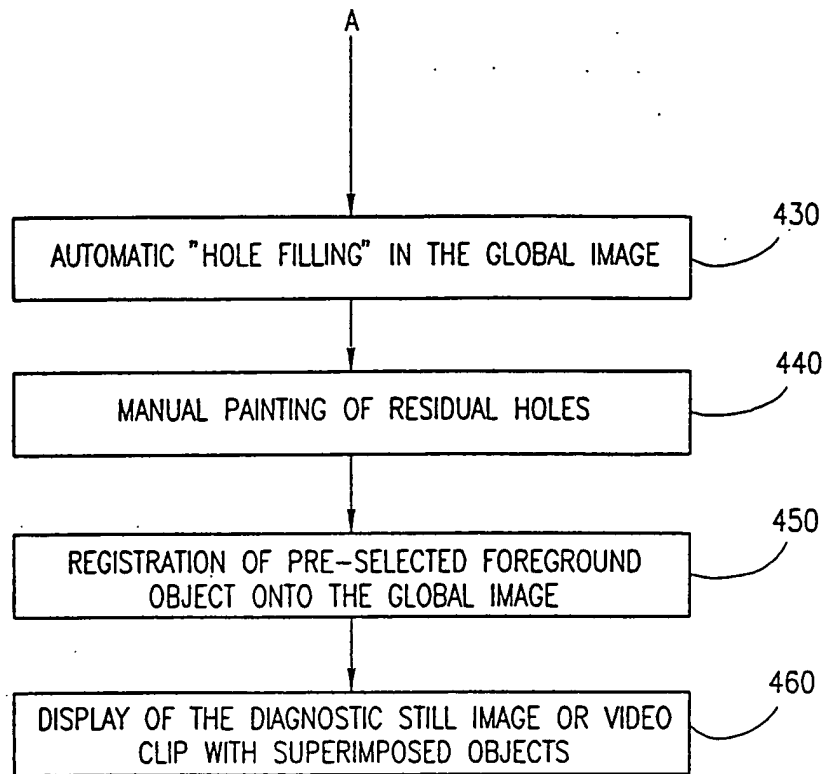 A
430
AUTOMATIC "HOLE FILLING" IN THE GLOBAL IMAGE
440
MANUAL PAINTING OF RESIDUAL HOLES
450
REGISTRATION OF PRE-SELECTED FOREGROUND
OBJECT ONTO THE GLOBAL IMAGE
460
DISPLAY OF THE DIAGNOSTIC STILL IMAGE OR VIDEO
CLIP WITH SUPERIMPOSED OBJECTS